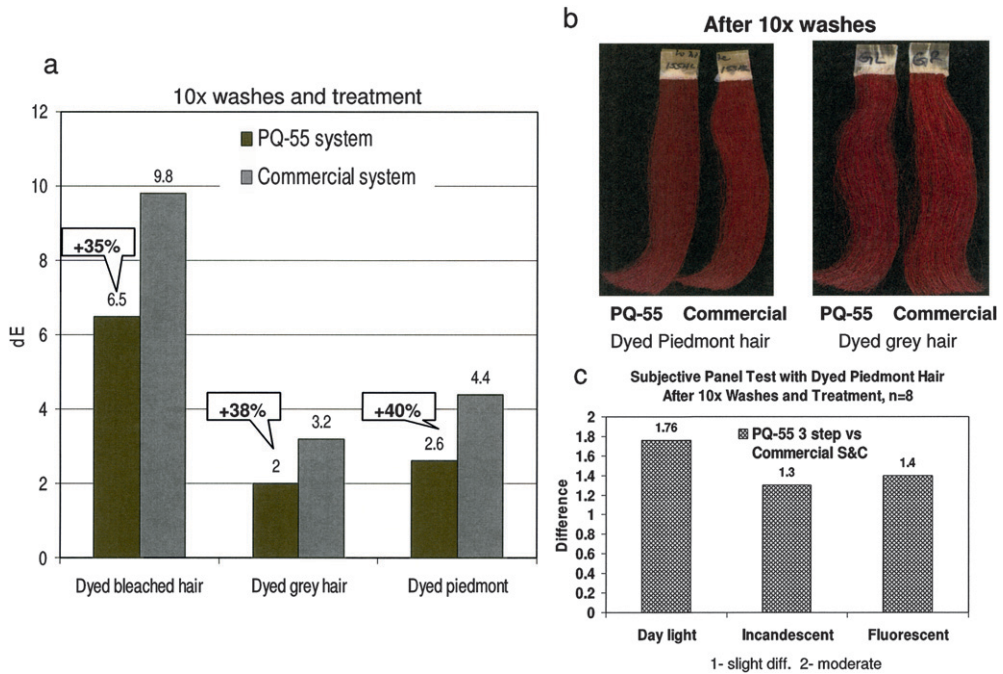 a
10x washes and treatment
12
10
8
6
4
2
0
dE
PQ-55 system
Commercial system
+35%
6.5
9.8
+38%
2
3.2
+40%
2.6
4.4
Dyed bleached hair
Dyed grey hair
Dyed piedmont
b
After 10x washes
GL
GR
PQ-55 Commercial
Dyed Piedmont hair
PQ-55 Commercial
Dyed grey hair
c
Subjective Panel Test with Dyed Piedmont Hair
After 10x Washes and Treatment, n=8
2
1.8
1.6
1.4
1.2
1
0.8
0.6
0.4
0.2
0
Difference
PQ-55 3 step vs
Commercial S&C
1.76
1.3
1.4
Day light
Incandescent
Fluorescent
1- slight diff. 2- moderate